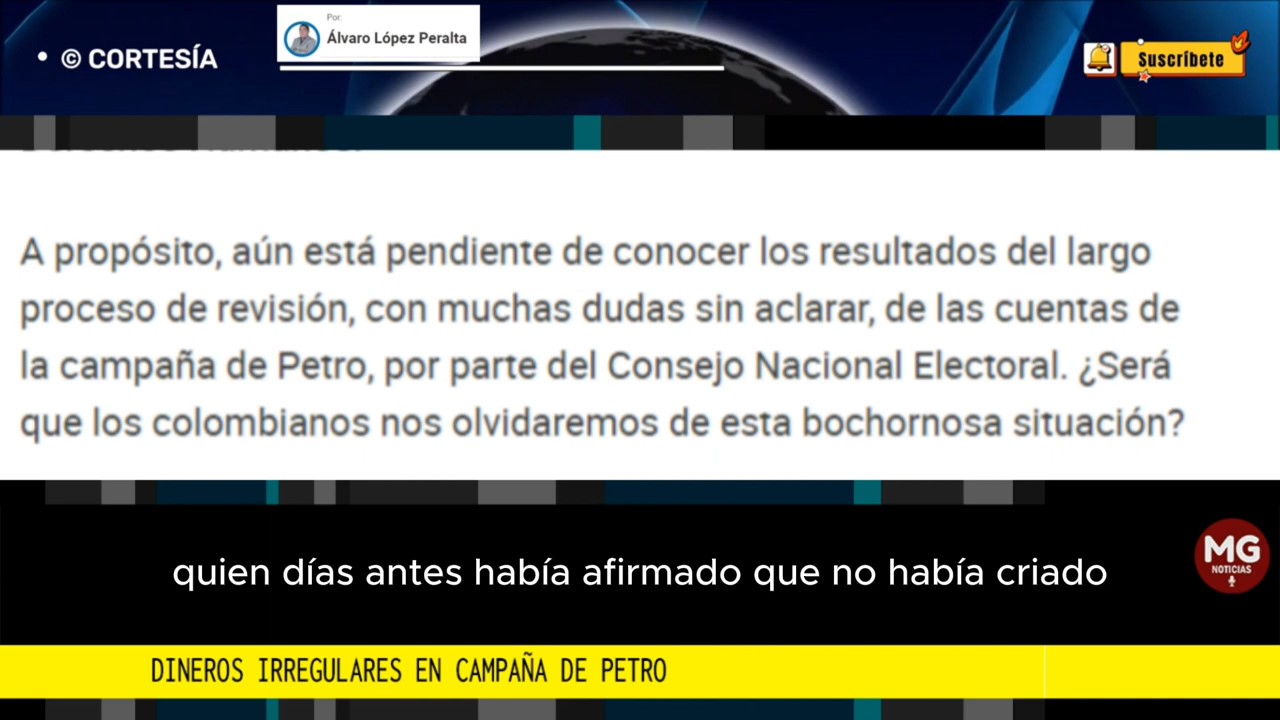 • © CORTESÍA
Por:
Álvaro López Peralta
Suscríbete
A propósito, aún está pendiente de conocer los resultados del largo
proceso de revisión, con muchas dudas sin aclarar, de las cuentas de
la campaña de Petro, por parte del Consejo Nacional Electoral. ¿Será
que los colombianos nos olvidaremos de esta bochornosa situación?
quien días antes había afirmado que no había criado
MG
NOTICIAS
DINEROS IRREGULARES EN CAMPAÑA DE PETRO